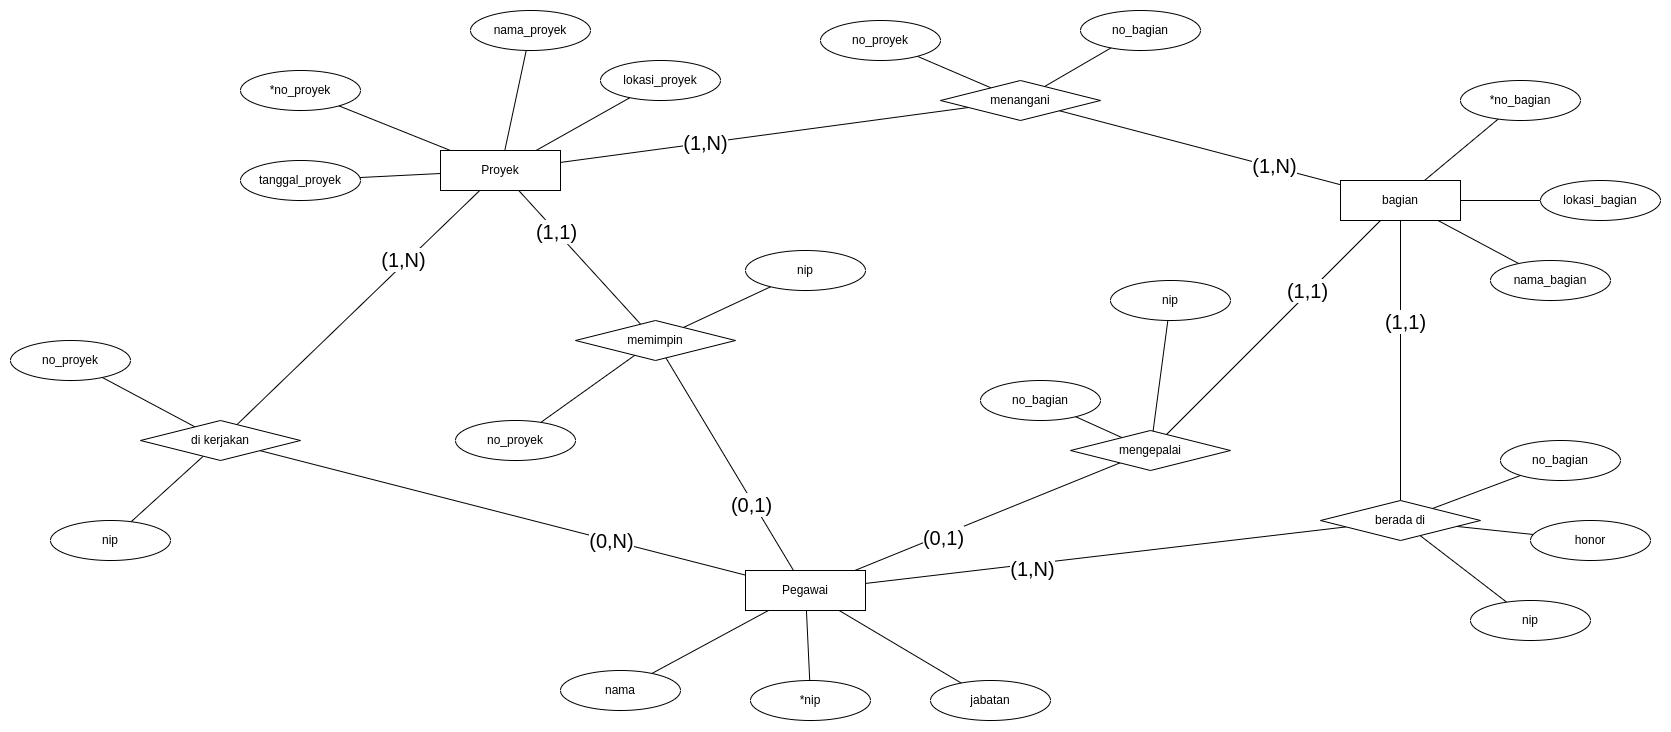 nama_proyek
no_bagian
no_proyek
lokasi_proyek
*no_proyek
menangani
*no_bagian
(1,N)
Proyek
(1,N)
tanggal_proyek
bagian
lokasi_bagian
(1,1)
(1,N)
nip
nama_bagian
(1,1)
nip
(1,1)
memimpin
no_proyek
no_bagian
no_proyek
di kerjakan
mengepalai
no_bagian
(0,1)
berada di
nip
(0,N)
(0,1)
honor
(1,N)
Pegawai
nip
nama
*nip
jabatan